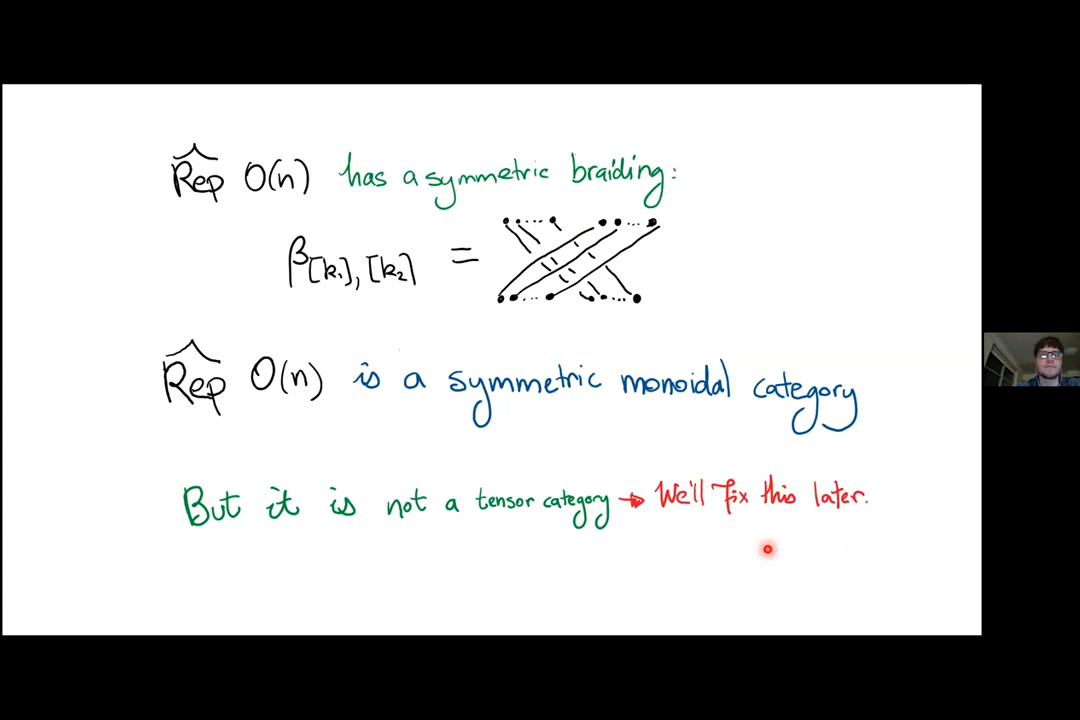 Rep̂ O(n) has a symmetric braiding:
β[k₁], [k₂] =
Rep̂ O(n) is a symmetric monoidal category
But it is not a tensor category → We'll fix this later.